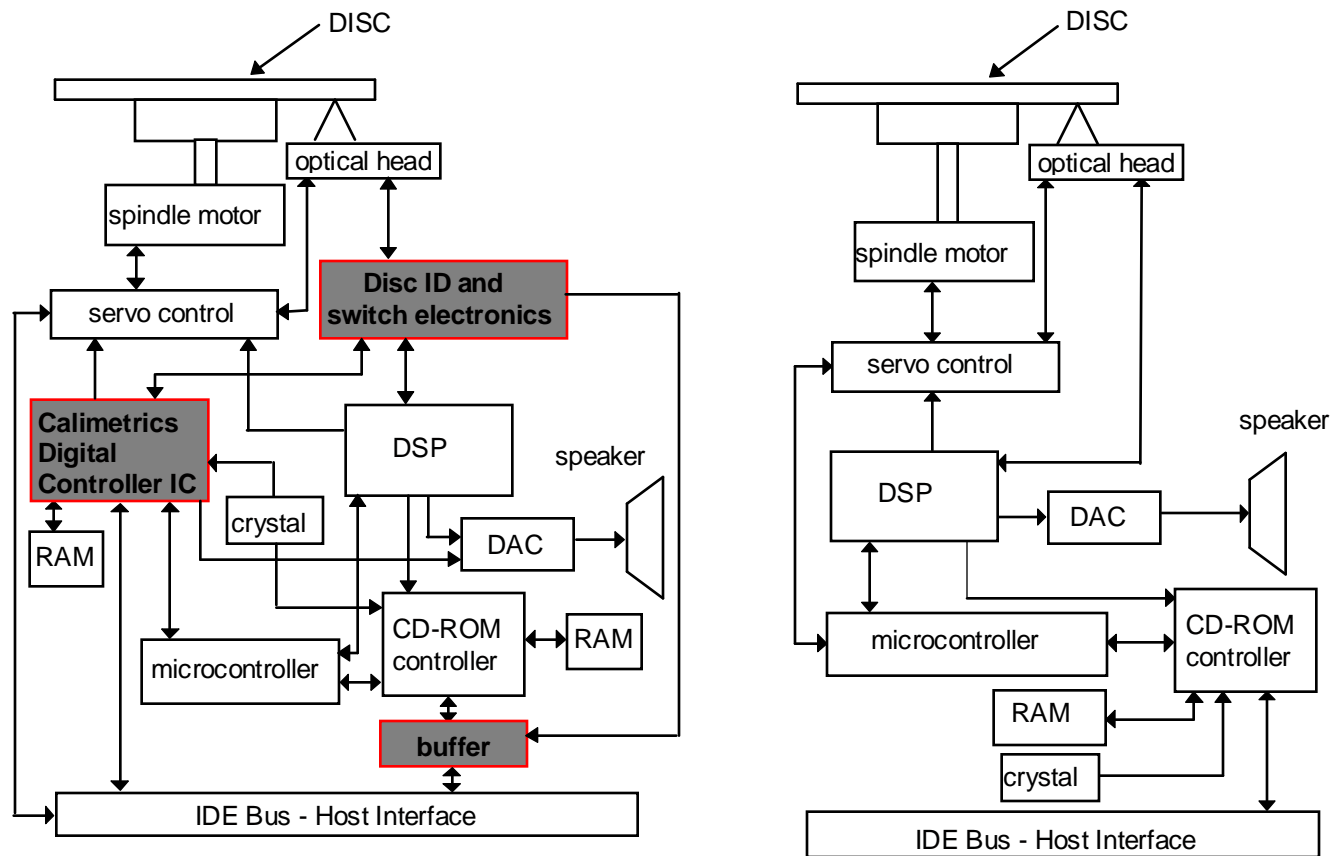 DISC
optical head
spindle motor
Disc ID and
switch electronics
servo control
Calimetrics
Digital
Controller IC
DSP
speaker
crystal
DAC
RAM
CD-ROM
controller
RAM
microcontroller
buffer
IDE Bus - Host Interface
DISC
optical head
spindle motor
servo control
speaker
DSP
DAC
microcontroller
CD-ROM
controller
RAM
crystal
IDE Bus - Host Interface